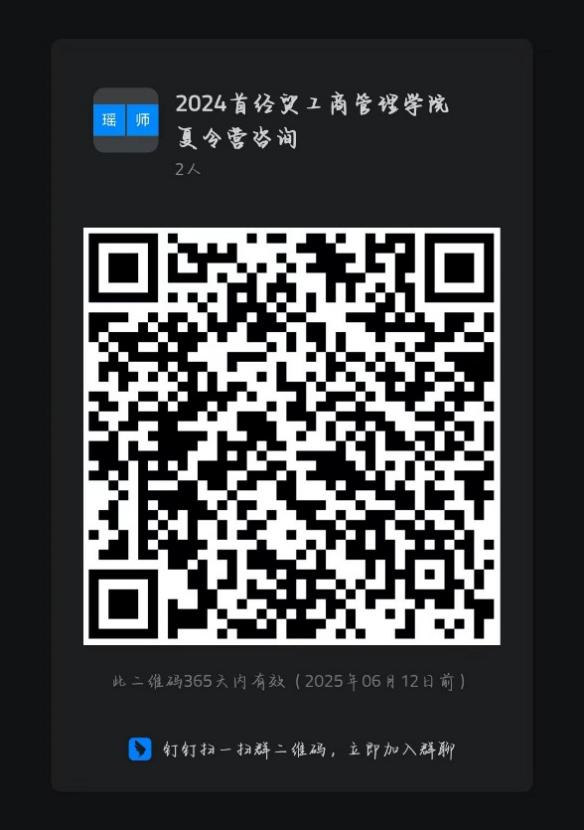 瑶 师
2024首经贸工商管理学院
夏令营咨询
2人
此二维码365天内有效（2025年06月12日前）
钉钉扫一扫群二维码，立即加入群聊